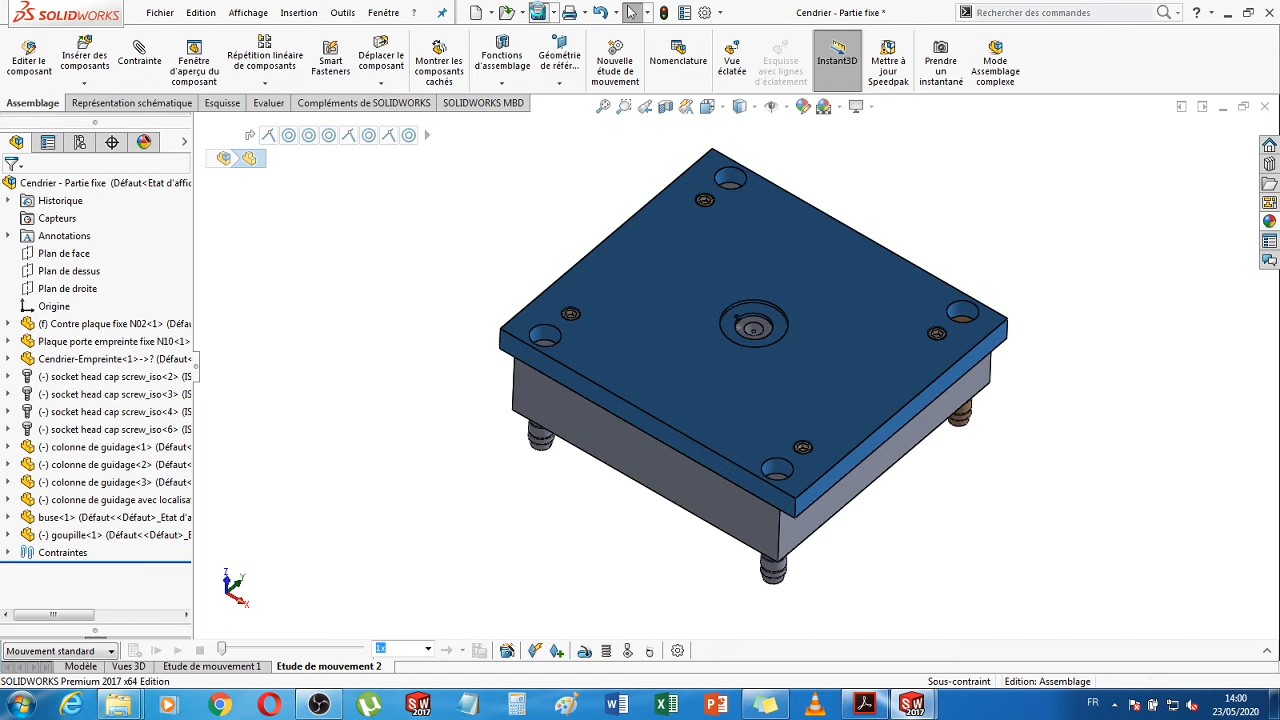 SOLIDWORKS
Fichier Edition Affichage Insertion Outils Fenêtre ?
Cendrier - Partie fixe *
Rechercher des commandes
Editer le composant
Insérer des composants
Contrainte
Fenêtre d'aperçu du composant
Répétition linéaire de composants
Smart Fasteners
Déplacer le composant
Montrer les composants cachés
Fonctions d'assemblage
Géométrie de référ...
Nouvelle étude de mouvement
Nomenclature
Vue éclatée
Esquisse avec lignes d'éclatement
Instant3D
Mettre à jour Speedpak
Prendre un instantané
Mode Assemblage complexe
Assemblage Représentation schématique Esquisse Evaluer Compléments de SOLIDWORKS SOLIDWORKS MBD
Cendrier - Partie fixe (Défaut<Etat d'affic
Historique
Capteurs
Annotations
Plan de face
Plan de dessus
Plan de droite
Origine
(f) Contre plaque fixe N02<1> (Défau
Plaque porte empreinte fixe N10<1>
Cendrier-Empreinte<1>->? (Défaut<
(-) socket head cap screw_iso<2> (IS
(-) socket head cap screw_iso<3> (IS
(-) socket head cap screw_iso<4> (IS
(-) socket head cap screw_iso<6> (IS
(-) colonne de guidage<1> (Défaut<
(-) colonne de guidage<2> (Défaut<
(-) colonne de guidage<3> (Défaut<
(-) colonne de guidage avec localisa
buse<1> (Défaut<<Défaut>_Etat d'a
(-) goupille<1> (Défaut<<Défaut>_E
Contraintes
Z Y X
Mouvement standard 1x
Modèle Vues 3D Etude de mouvement 1 Etude de mouvement 2
SOLIDWORKS Premium 2017 x64 Edition Sous-contraint Edition: Assemblage
FR 14:00
23/05/2020